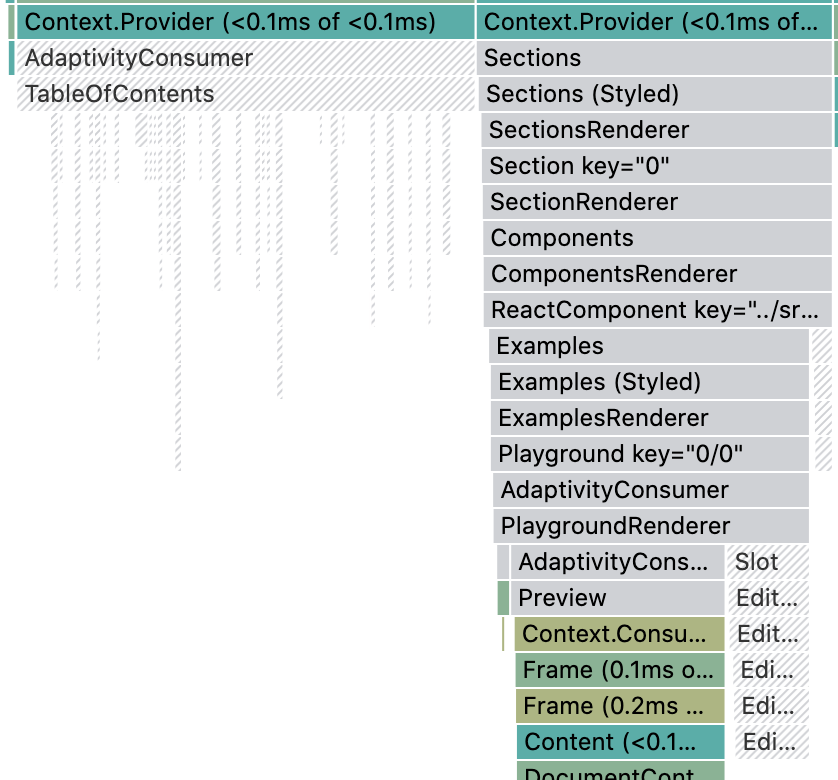 Context.Provider (<0.1ms of <0.1ms)
AdaptivityConsumer
TableOfContents
Context.Provider (<0.1ms of...
Sections
Sections (Styled)
SectionsRenderer
Section key="0"
SectionRenderer
Components
ComponentsRenderer
ReactComponent key="../sr...
Examples
Examples (Styled)
ExamplesRenderer
Playground key="0/0"
AdaptivityConsumer
PlaygroundRenderer
AdaptivityCons... Slot
Preview Edit...
Context.Consu... Edit...
Frame (0.1ms o... Edi...
Frame (0.2ms ... Edi...
Content (<0.1... Edi...
DocumentCont